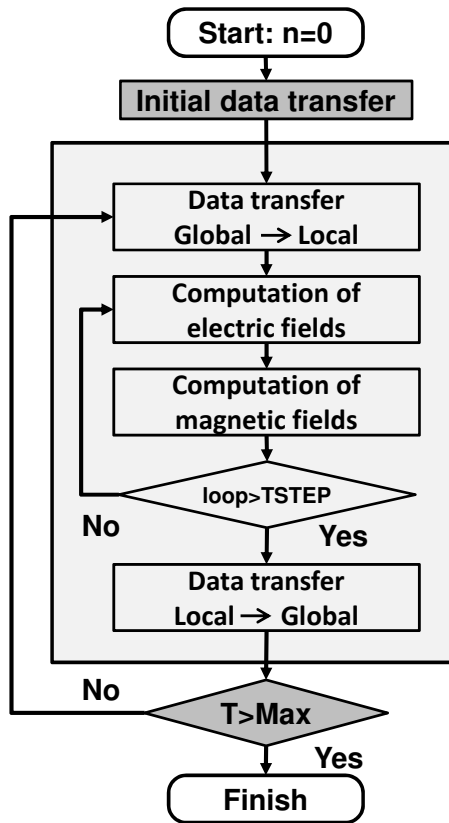 Start: n=0
Initial data transfer
Data transfer
Global → Local
Computation of
electric fields
Computation of
magnetic fields
loop>TSTEP
No
Yes
Data transfer
Local → Global
No
T>Max
Yes
Finish